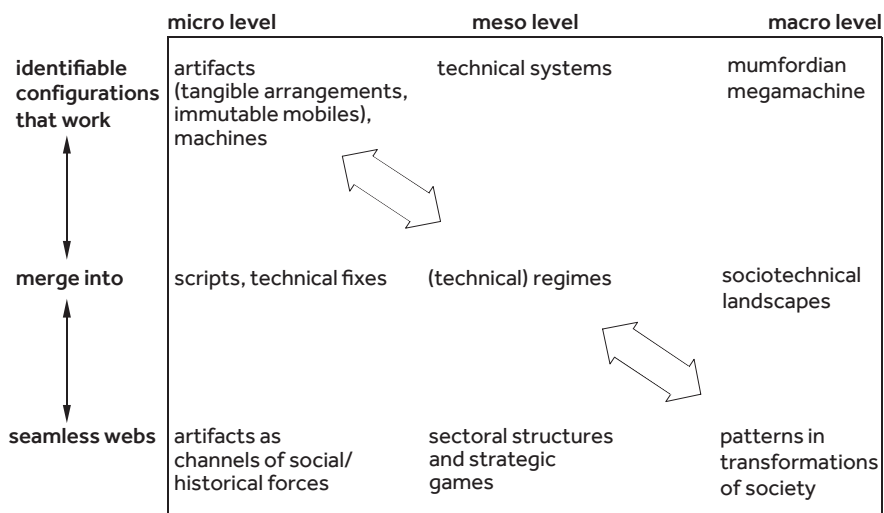 micro level meso level macro level
identifiable configurations that work
artifacts (tangible arrangements, immutable mobiles), machines
technical systems
mumfordian megamachine
merge into
scripts, technical fixes
(technical) regimes
sociotechnical landscapes
seamless webs
artifacts as channels of social/ historical forces
sectoral structures and strategic games
patterns in transformations of society